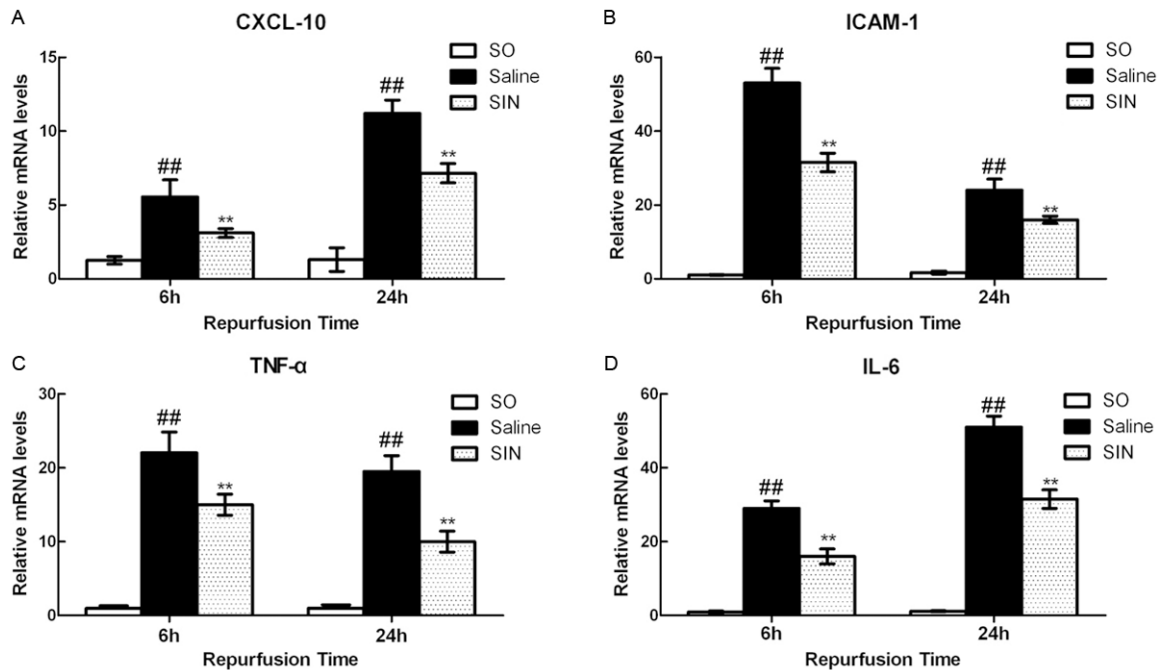 A
CXCL-10
Relative mRNA levels
15
10
5
0
##
**
##
**
SO
Saline
SIN
6h
24h
Repurfusion Time
B
ICAM-1
Relative mRNA levels
60
40
20
0
##
**
##
**
SO
Saline
SIN
6h
24h
Repurfusion Time
C
TNF-α
Relative mRNA levels
30
20
10
0
##
**
##
**
SO
Saline
SIN
6h
24h
Repurfusion Time
D
IL-6
Relative mRNA levels
60
40
20
0
##
**
##
**
SO
Saline
SIN
6h
24h
Repurfusion Time